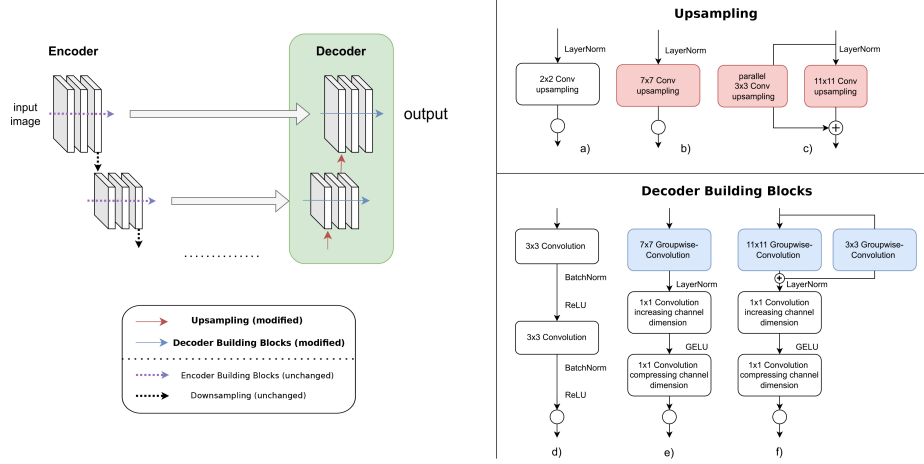 Encoder
Decoder
input
image
output
Upsampling (modified)
Decoder Building Blocks (modified)
Encoder Building Blocks (unchanged)
Downsampling (unchanged)
Upsampling
LayerNorm
2x2 Conv
upsampling
a)
LayerNorm
7x7 Conv
upsampling
b)
LayerNorm
parallel
3x3 Conv
upsampling
11x11 Conv
upsampling
c)
Decoder Building Blocks
3x3 Convolution
BatchNorm
ReLU
3x3 Convolution
BatchNorm
ReLU
d)
7x7 Groupwise-
Convolution
LayerNorm
1x1 Convolution
increasing channel
dimension
GELU
1x1 Convolution
compressing channel
dimension
e)
11x11 Groupwise-
Convolution
3x3 Groupwise-
Convolution
LayerNorm
1x1 Convolution
increasing channel
dimension
GELU
1x1 Convolution
compressing channel
dimension
f)